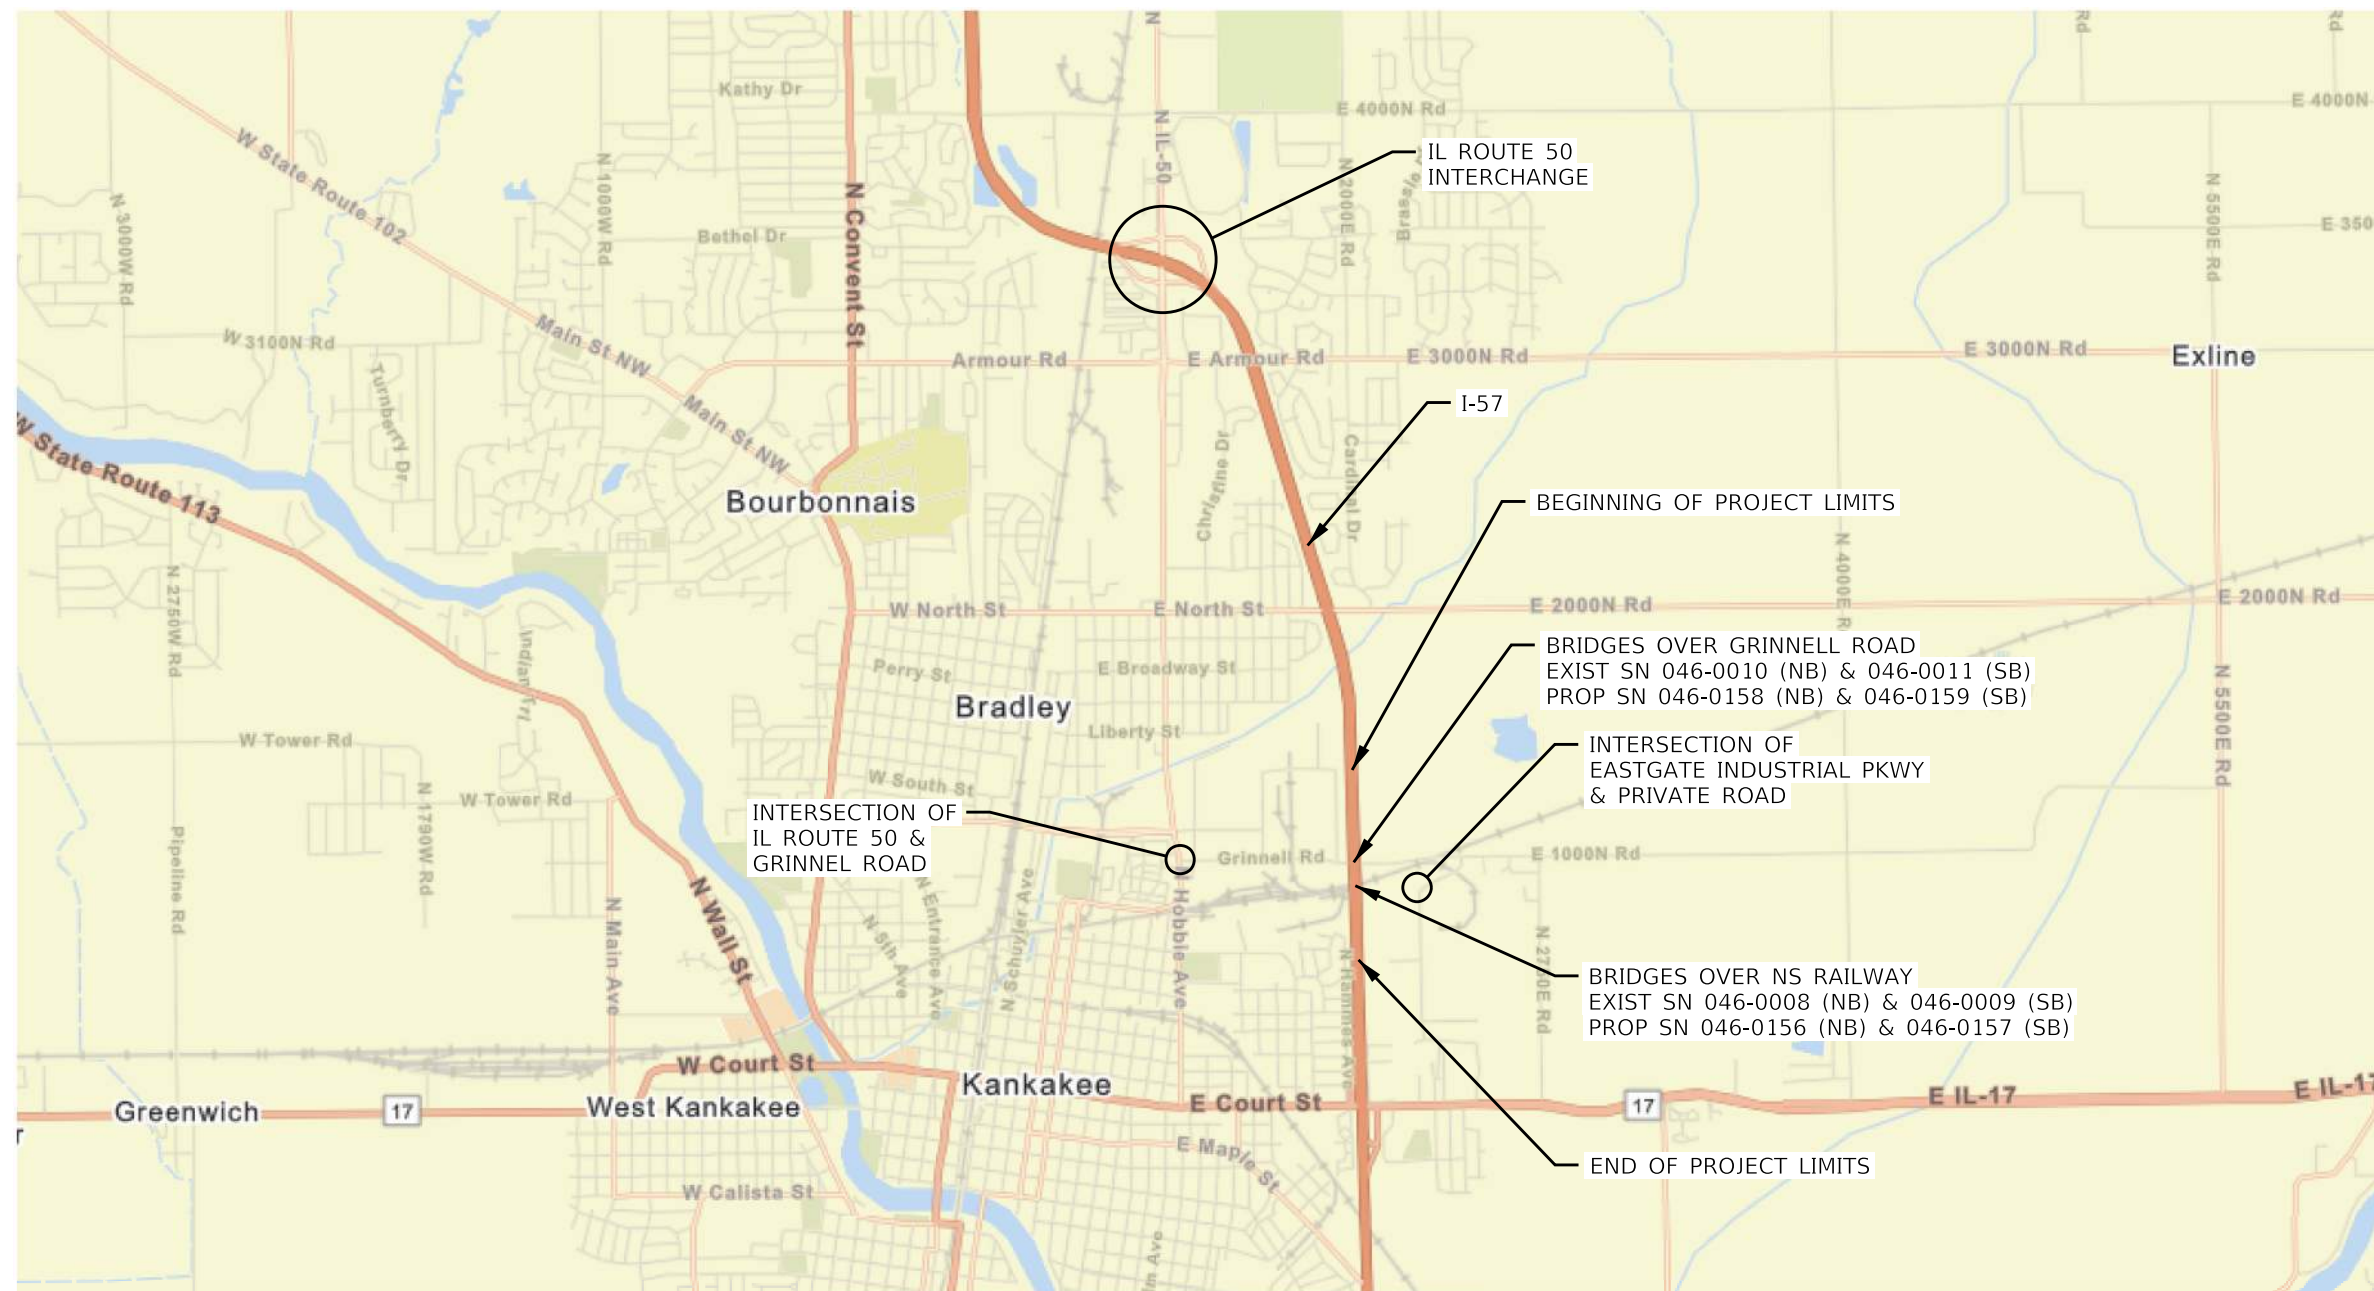 N
Rd
Rd
Kathy Dr
E 4000N Rd
E 4000N
N IL-50
W State Route 102
N 1000W Rd
N Convent St
IL ROUTE 50
INTERCHANGE
N 2000E Rd
N 3000W Rd
N 5500E Rd
Bethel Dr
E 350
W 3100N Rd
Main St NW
Armour Rd
E Armour Rd
E 3000N Rd
E 3000N Rd
Exline
Turnberry Dr
Main St NW
I-57
W State Route 113
Christine Dr
Cardinal Dr
Bourbonnais
BEGINNING OF PROJECT LIMITS
N 2750W Rd
N 4000E R
W North St
E North St
E 2000N Rd
E 2000N Rd
Indian Trl
Perry St
E Broadway St
BRIDGES OVER GRINNELL ROAD
EXIST SN 046-0010 (NB) & 046-0011 (SB)
PROP SN 046-0158 (NB) & 046-0159 (SB)
Bradley
Liberty St
N 5500E Rd
W Tower Rd
INTERSECTION OF
EASTGATE INDUSTRIAL PKWY
& PRIVATE ROAD
W South St
W Tower Rd
N 1790W Rd
INTERSECTION OF
IL ROUTE 50 &
GRINNEL ROAD
Grinnell Rd
E 1000N Rd
Pipeline Rd
N Main Ave
N Wall St
N 5th Ave
N Entrance Ave
N Schuyler Ave
Hobbie Ave
N Hammes Ave
N 2750E Rd
BRIDGES OVER NS RAILWAY
EXIST SN 046-0008 (NB) & 046-0009 (SB)
PROP SN 046-0156 (NB) & 046-0157 (SB)
W Court St
Kankakee
E IL-17
E IL-17
Greenwich
17
West Kankakee
E Court St
17
r
E Maple St
END OF PROJECT LIMITS
W Calista St